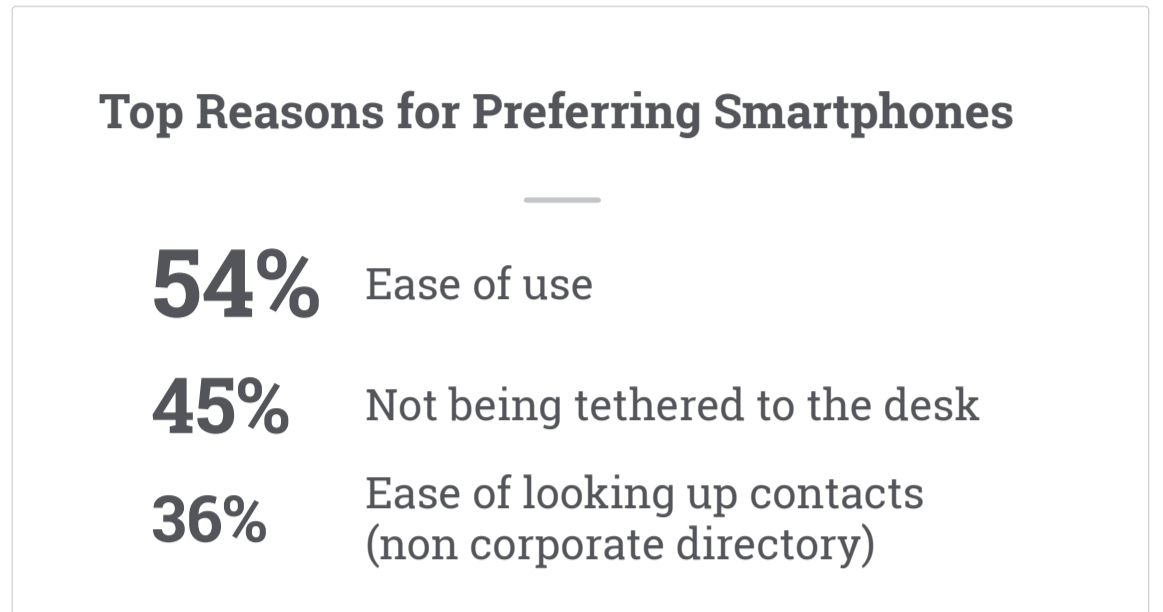 Top Reasons for Preferring Smartphones
54% Ease of use
45% Not being tethered to the desk
36% Ease of looking up contacts
(non corporate directory)